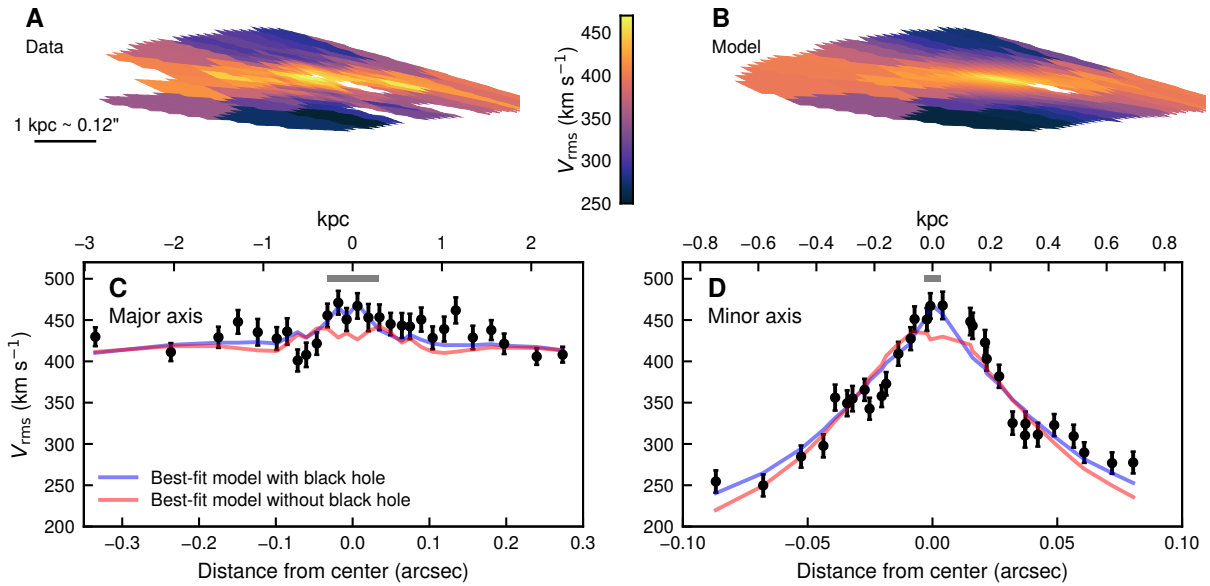 A
Data
1 kpc ~ 0.12"
450
400
350
300
250
V_rms (km s⁻¹)
B
Model
kpc
−3 −2 −1 0 1 2
C
Major axis
500
450
400
350
300
250
200
V_rms (km s⁻¹)
Best-fit model with black hole
Best-fit model without black hole
−0.3 −0.2 −0.1 0.0 0.1 0.2 0.3
Distance from center (arcsec)
kpc
−0.8 −0.6 −0.4 −0.2 0.0 0.2 0.4 0.6 0.8
D
Minor axis
500
450
400
350
300
250
200
−0.10 −0.05 0.00 0.05 0.10
Distance from center (arcsec)